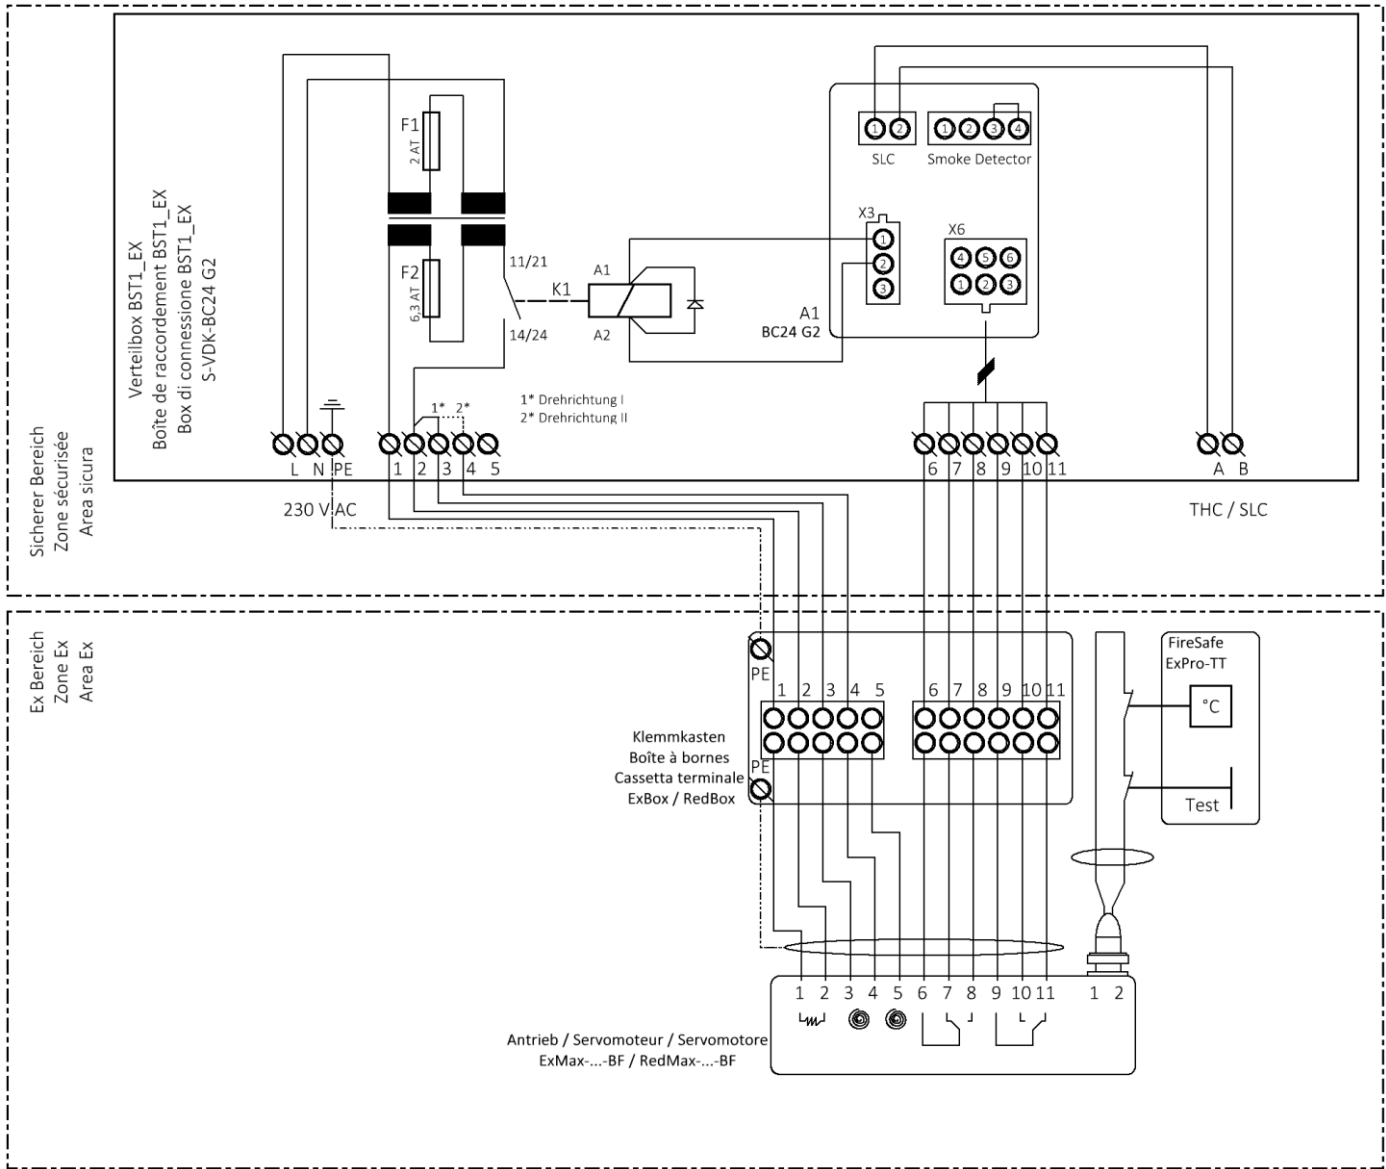 Verteilbox BST1_EX
Boîte de raccordement BST1_EX
Box di connessione BST1_EX
S-VDK-BC24 G2
Sicherer Bereich
Zone sécurisée
Area sicura
F1
2 AT
F2
6,3 AT
11/21
14/24
K1
A1
A2
1* Drehrichtung I
2* Drehrichtung II
1* 2*
1 2
SLC
1 2 3 4
Smoke Detector
X3
1
2
3
X6
4 5 6
1 2 3
A1
BC24 G2
L N PE
1 2 3 4 5
6 7 8 9 10 11
A B
230 V AC
THC / SLC
Ex Bereich
Zone Ex
Area Ex
PE
1 2 3 4 5
6 7 8 9 10 11
PE
Klemmkasten
Boîte à bornes
Cassetta terminale
ExBox / RedBox
FireSafe
ExPro-TT
°C
Test
1 2 3 4 5 6 7 8 9 10 11
1 2
Antrieb / Servomoteur / Servomotore
ExMax-...-BF / RedMax-...-BF